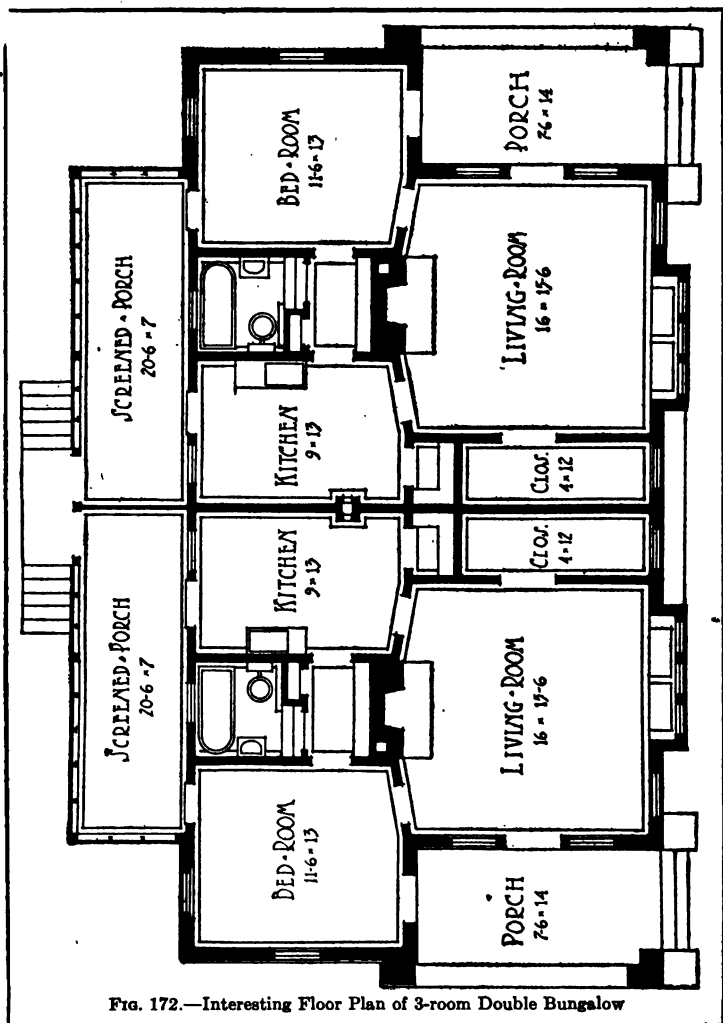 BED·ROOM
11-6=13
PORCH
7-6=14
SCREENED·PORCH
20-6=7
LIVING·ROOM
16=15-6
KITCHEN
9=13
CLOS.
4=12
CLOS.
4=12
KITCHEN
9=13
SCREENED·PORCH
20-6=7
LIVING·ROOM
16=15-6
BED·ROOM
11-6=13
PORCH
7-6=14
FIG. 172.—Interesting Floor Plan of 3-room Double Bungalow